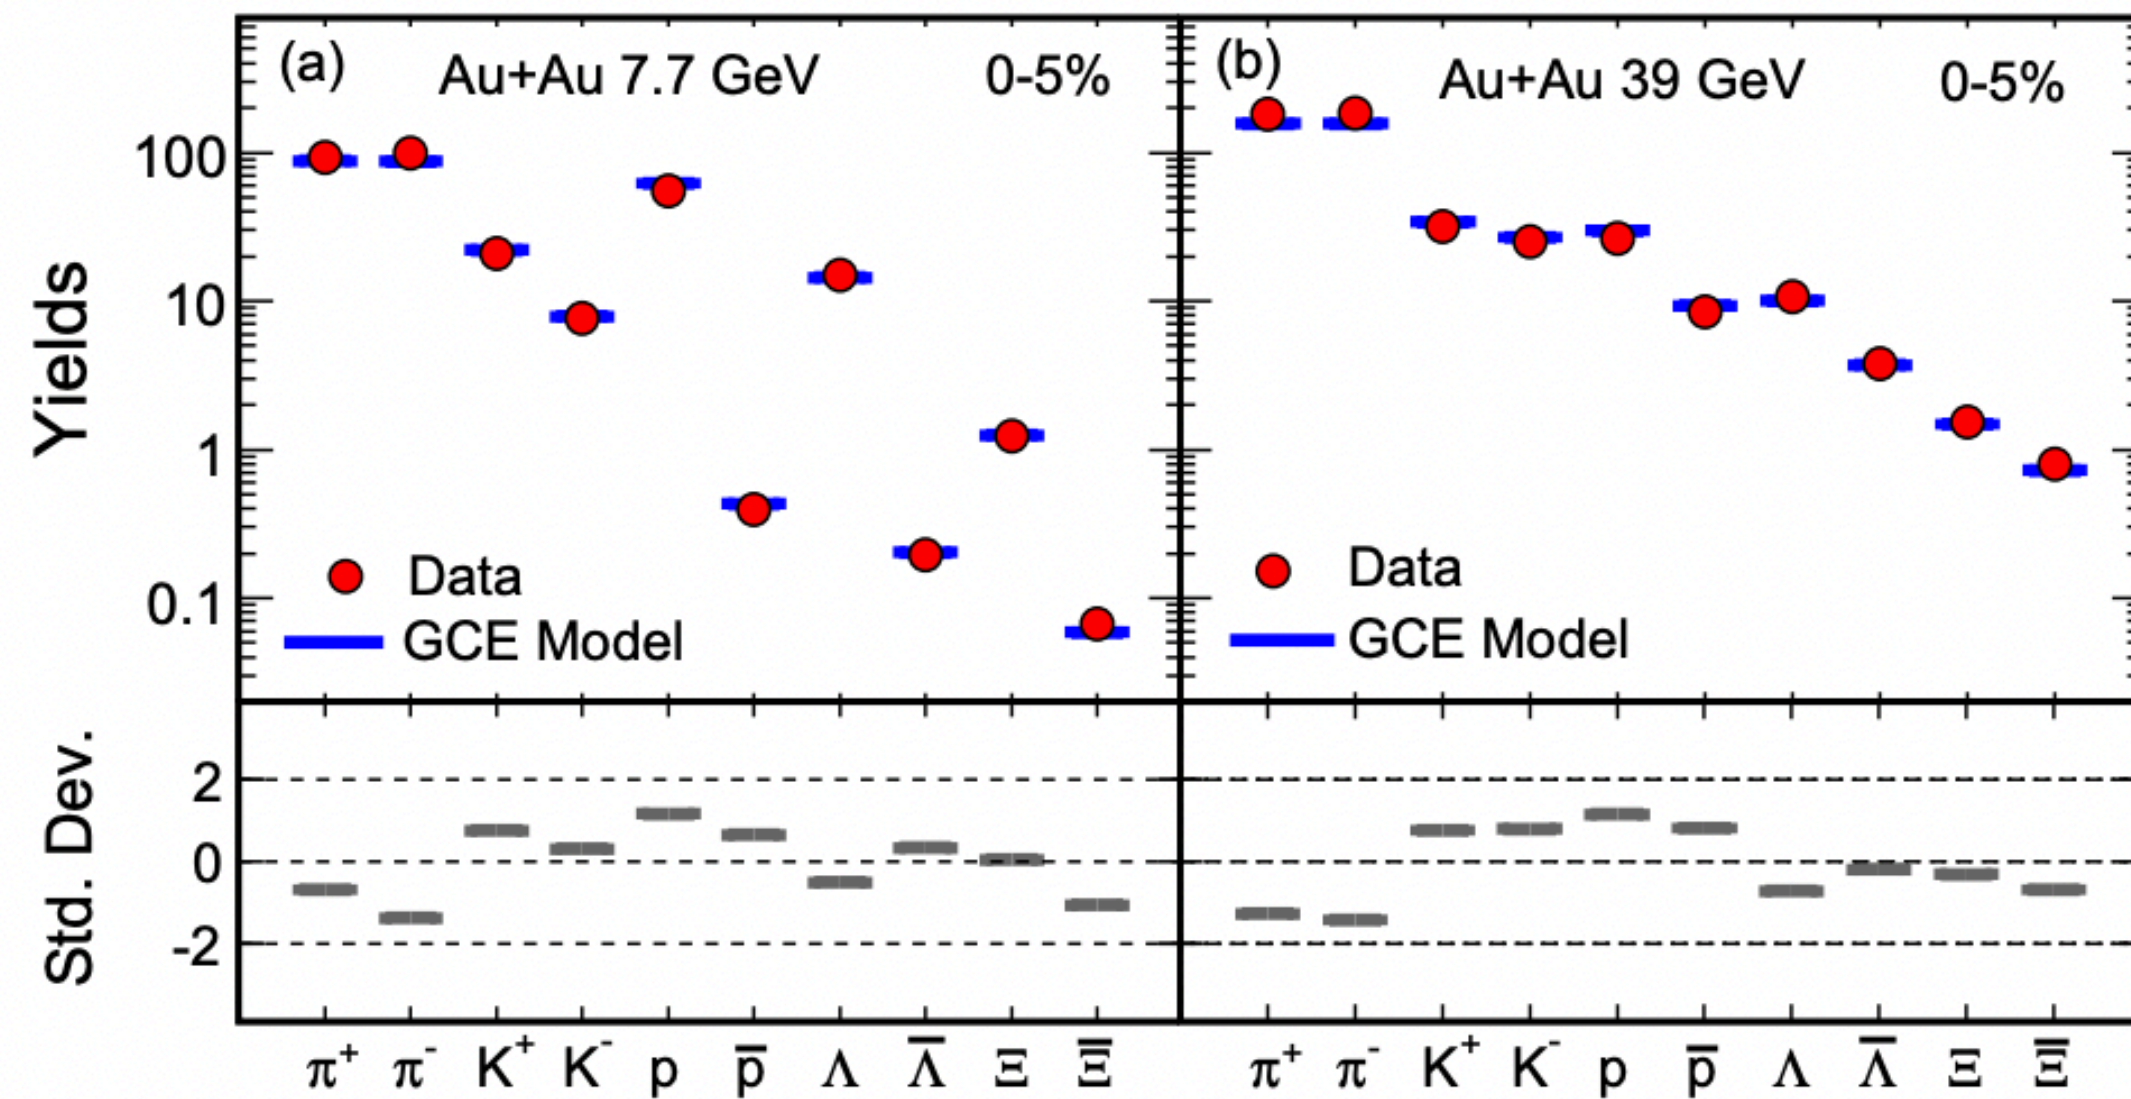 (a) Au+Au 7.7 GeV 0-5%
(b) Au+Au 39 GeV 0-5%
Yields
100
10
1
0.1
Data
GCE Model
Data
GCE Model
Std. Dev.
2
0
-2
π⁺ π⁻ K⁺ K⁻ p p̅ Λ Λ̅ Ξ Ξ̅
π⁺ π⁻ K⁺ K⁻ p p̅ Λ Λ̅ Ξ Ξ̅